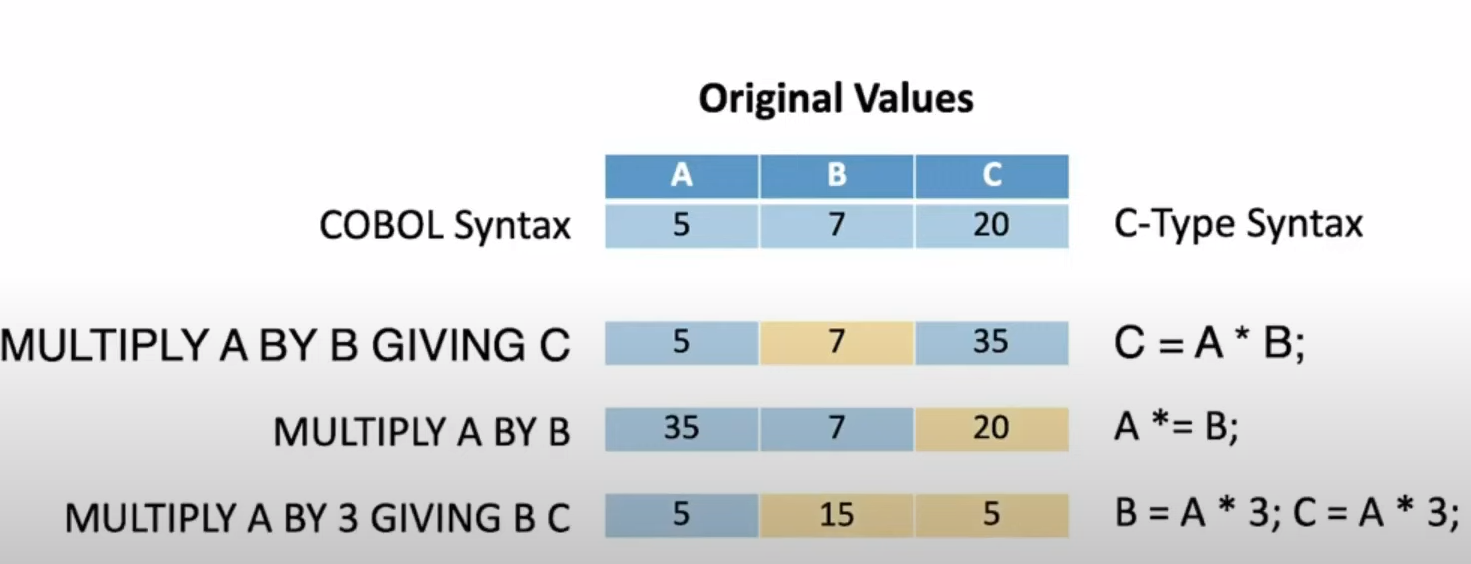 Original Values
A B C
COBOL Syntax 5 7 20 C-Type Syntax
MULTIPLY A BY B GIVING C 5 7 35 C = A * B;
MULTIPLY A BY B 35 7 20 A *= B;
MULTIPLY A BY 3 GIVING B C 5 15 5 B = A * 3; C = A * 3;